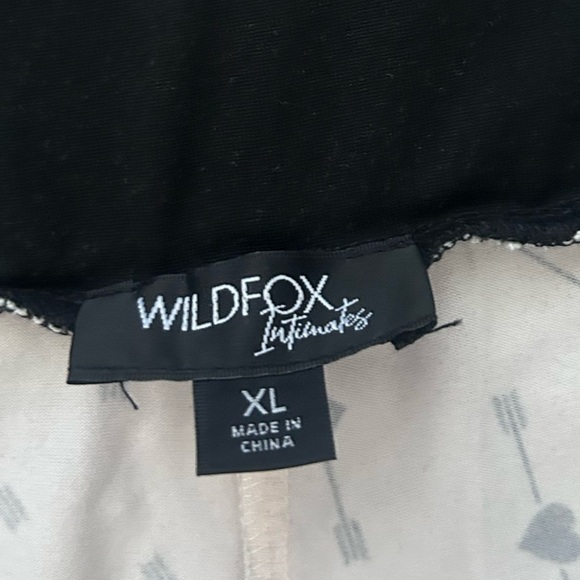 WILDFOX
Intimates
XL
MADE IN
CHINA